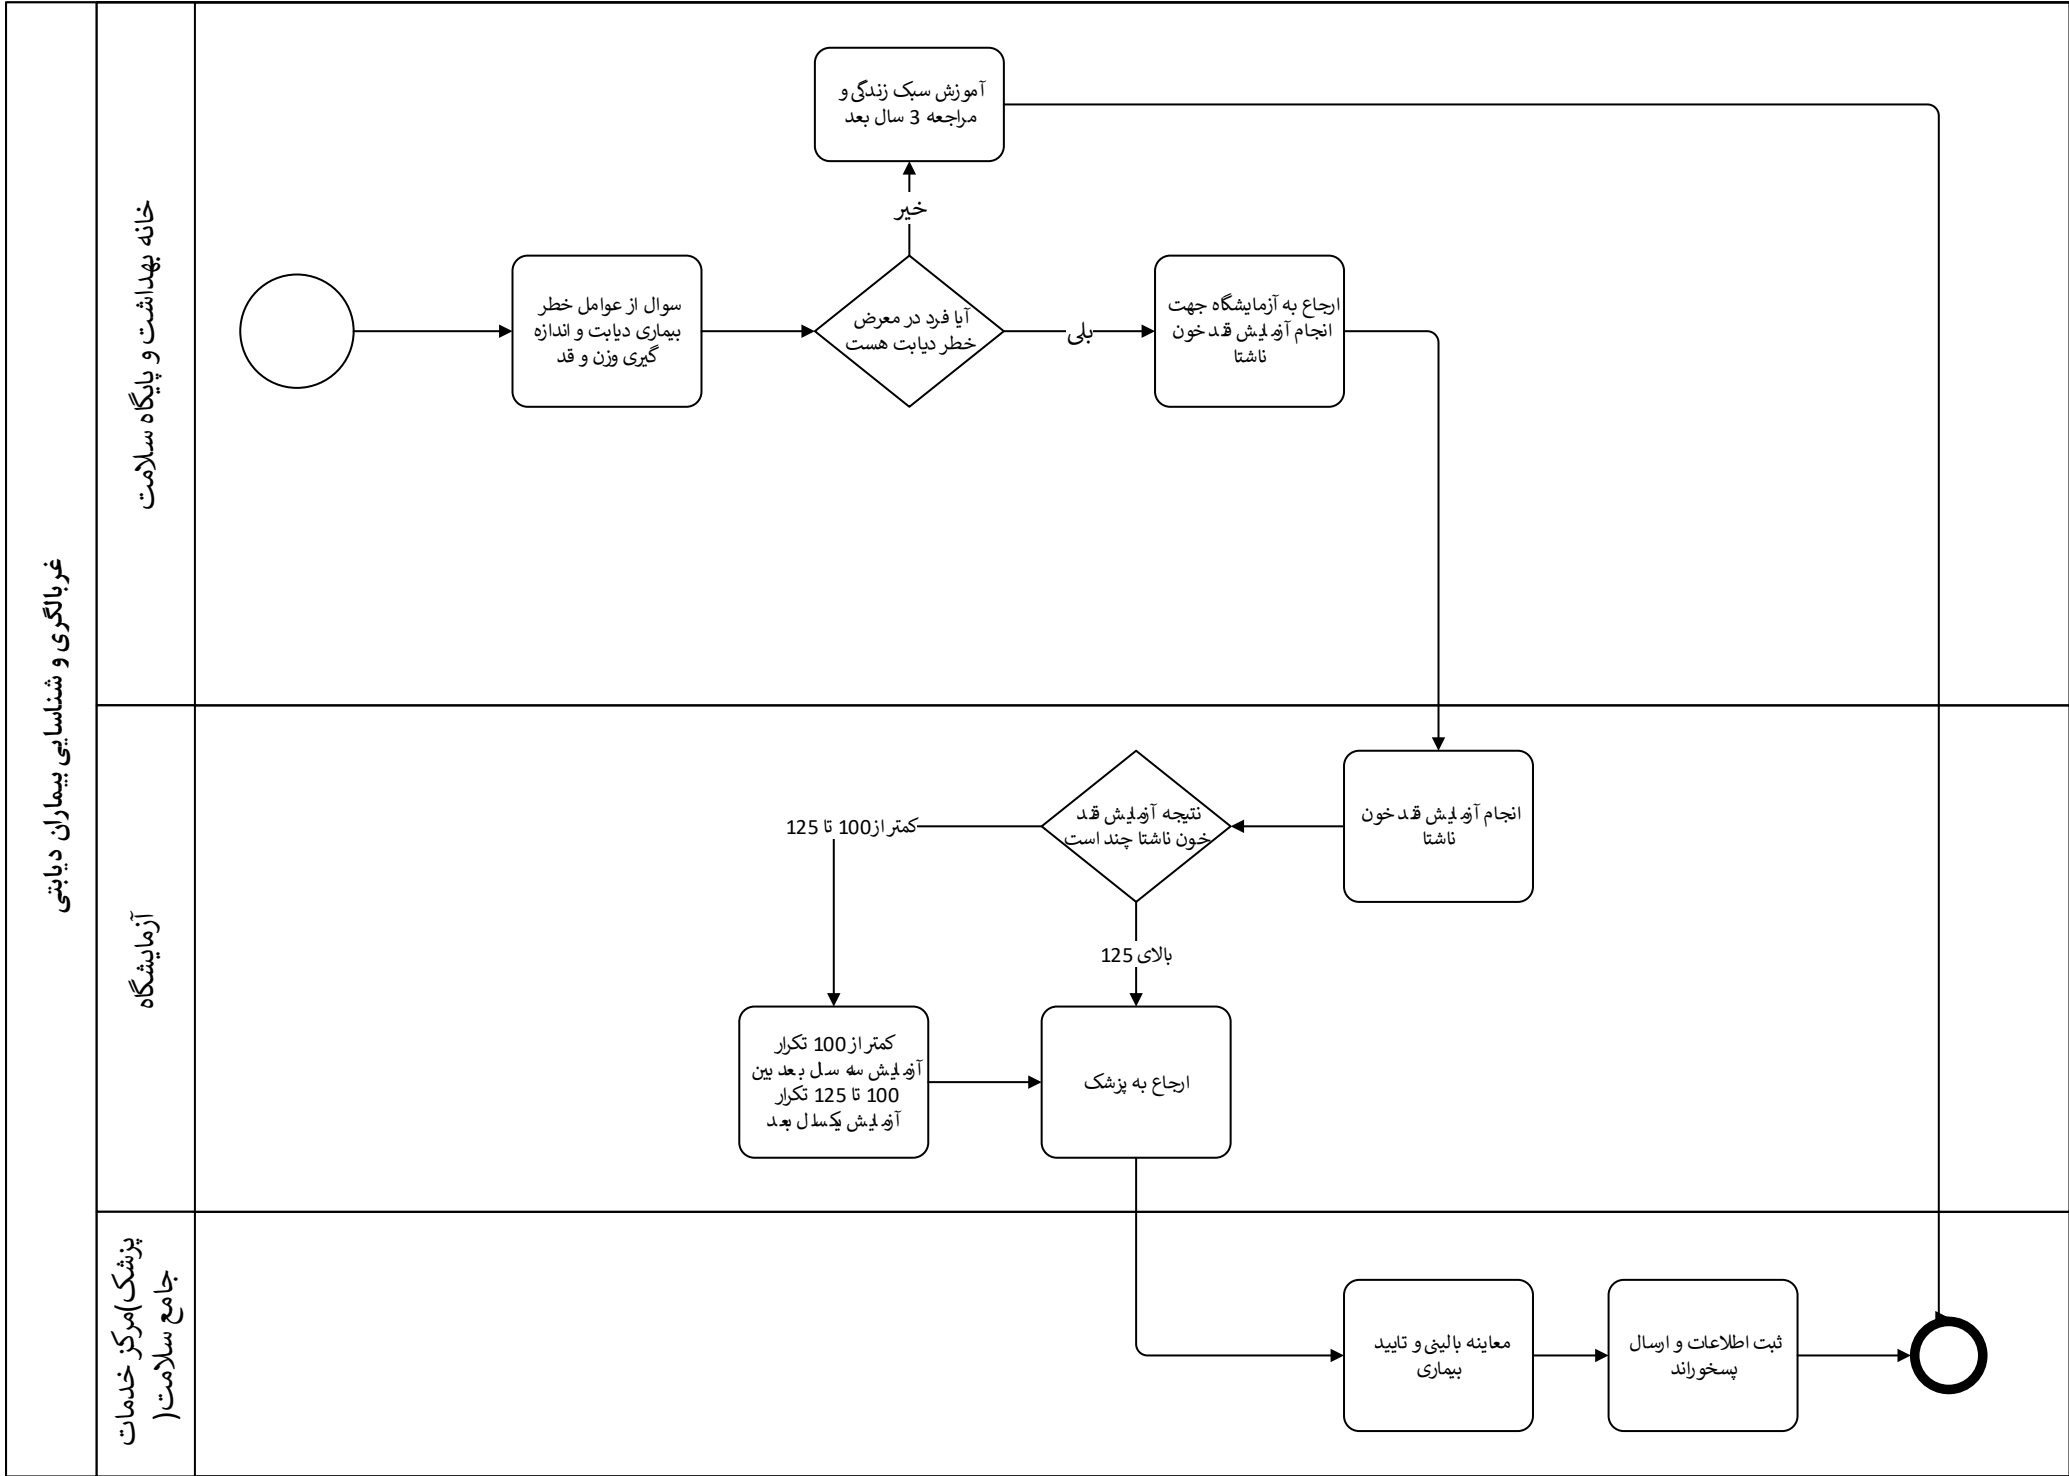 غربالگری و شناسایی بیماران دیابتی
خانه بهداشت و پایگاه سلامت
آموزش سبک زندگی و
مراجعه 3 سال بعد
خیر
سوال از عوامل خطر
بیماری دیابت و اندازه
گیری وزن و قد
آیا فرد در معرض
خطر دیابت هست
بلی
ارجاع به آزمایشگاه جهت
انجام آزمایش قند خون
ناشتا
آزمایشگاه
انجام آزمایش قند خون
ناشتا
نتیجه آزمایش قند
خون ناشتا چند است
کمتر از100 تا 125
بالای 125
کمتر از 100 تکرار
آزمایش سه سال بعد بین
100 تا 125 تکرار
آزمایش یکسال بعد
ارجاع به پزشک
پزشک)مرکز خدمات
جامع سلامت(
معاینه بالینی و تایید
بیماری
ثبت اطلاعات و ارسال
پسخوراند